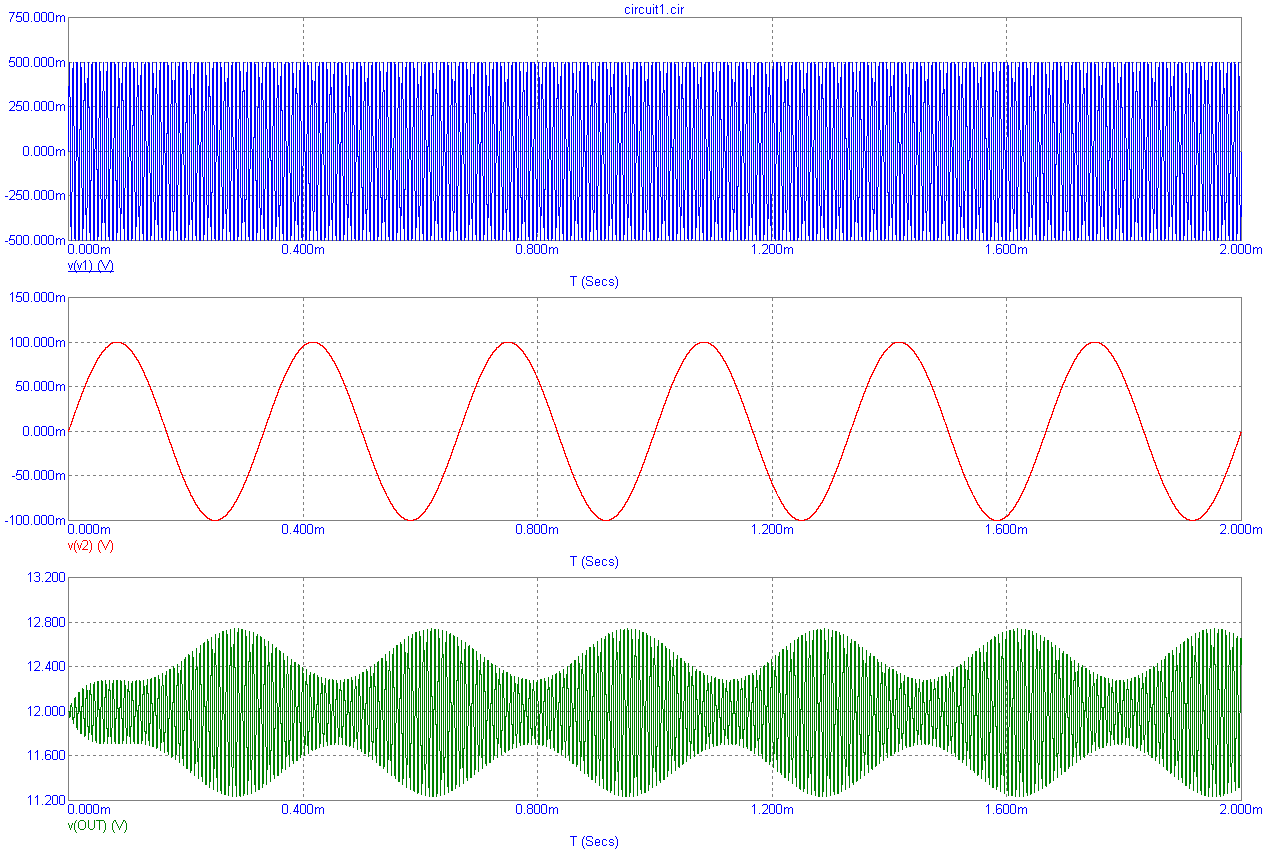 circuit1.cir
750.000m
500.000m
250.000m
0.000m
-250.000m
-500.000m
0.000m 0.400m 0.800m 1.200m 1.600m 2.000m
v(v1) (V)
T (Secs)
150.000m
100.000m
50.000m
0.000m
-50.000m
-100.000m
0.000m 0.400m 0.800m 1.200m 1.600m 2.000m
v(v2) (V)
T (Secs)
13.200
12.800
12.400
12.000
11.600
11.200
0.000m 0.400m 0.800m 1.200m 1.600m 2.000m
v(OUT) (V)
T (Secs)